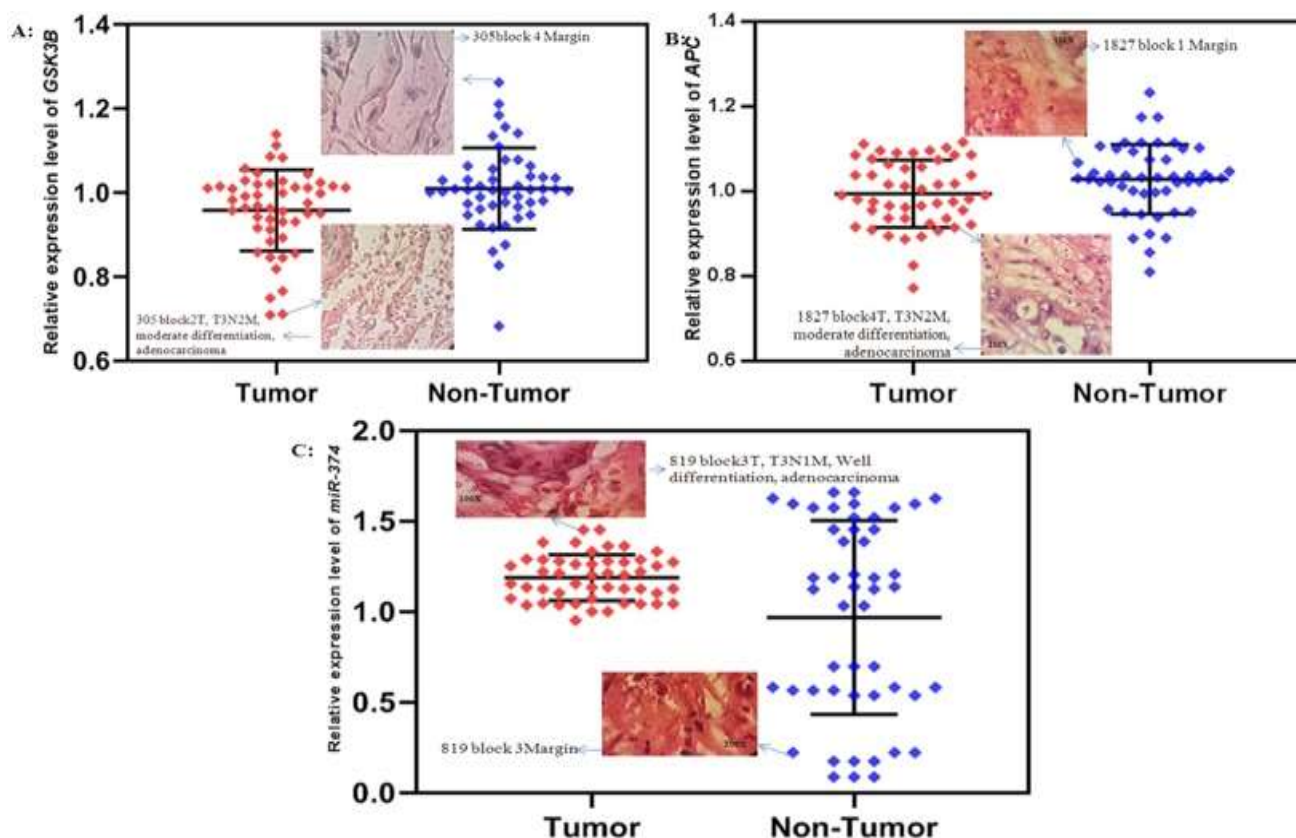 A:
Relative expression level of GSK3B
1.4
1.2
1.0
0.8
0.6
305block 4 Margin
305 block2T, T3N2M,
moderate differentiation,
adenocarcinoma
Tumor
Non-Tumor
B:
Relative expression level of APC
1.4
1.2
1.0
0.8
0.6
1827 block 1 Margin
1827 block4T, T3N2M,
moderate differentiation,
adenocarcinoma
Tumor
Non-Tumor
C:
Relative expression level of miR-374
2.0
1.5
1.0
0.5
0.0
819 block3T, T3N1M, Well
differentiation, adenocarcinoma
819 block 3Margin
Tumor
Non-Tumor